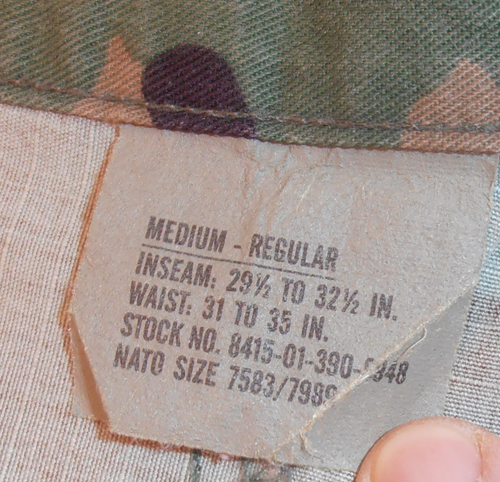 MEDIUM - REGULAR
INSEAM: 29½ TO 32½ IN.
WAIST: 31 TO 35 IN.
STOCK NO. 8415-01-390-
NATO SIZE 7583/7989